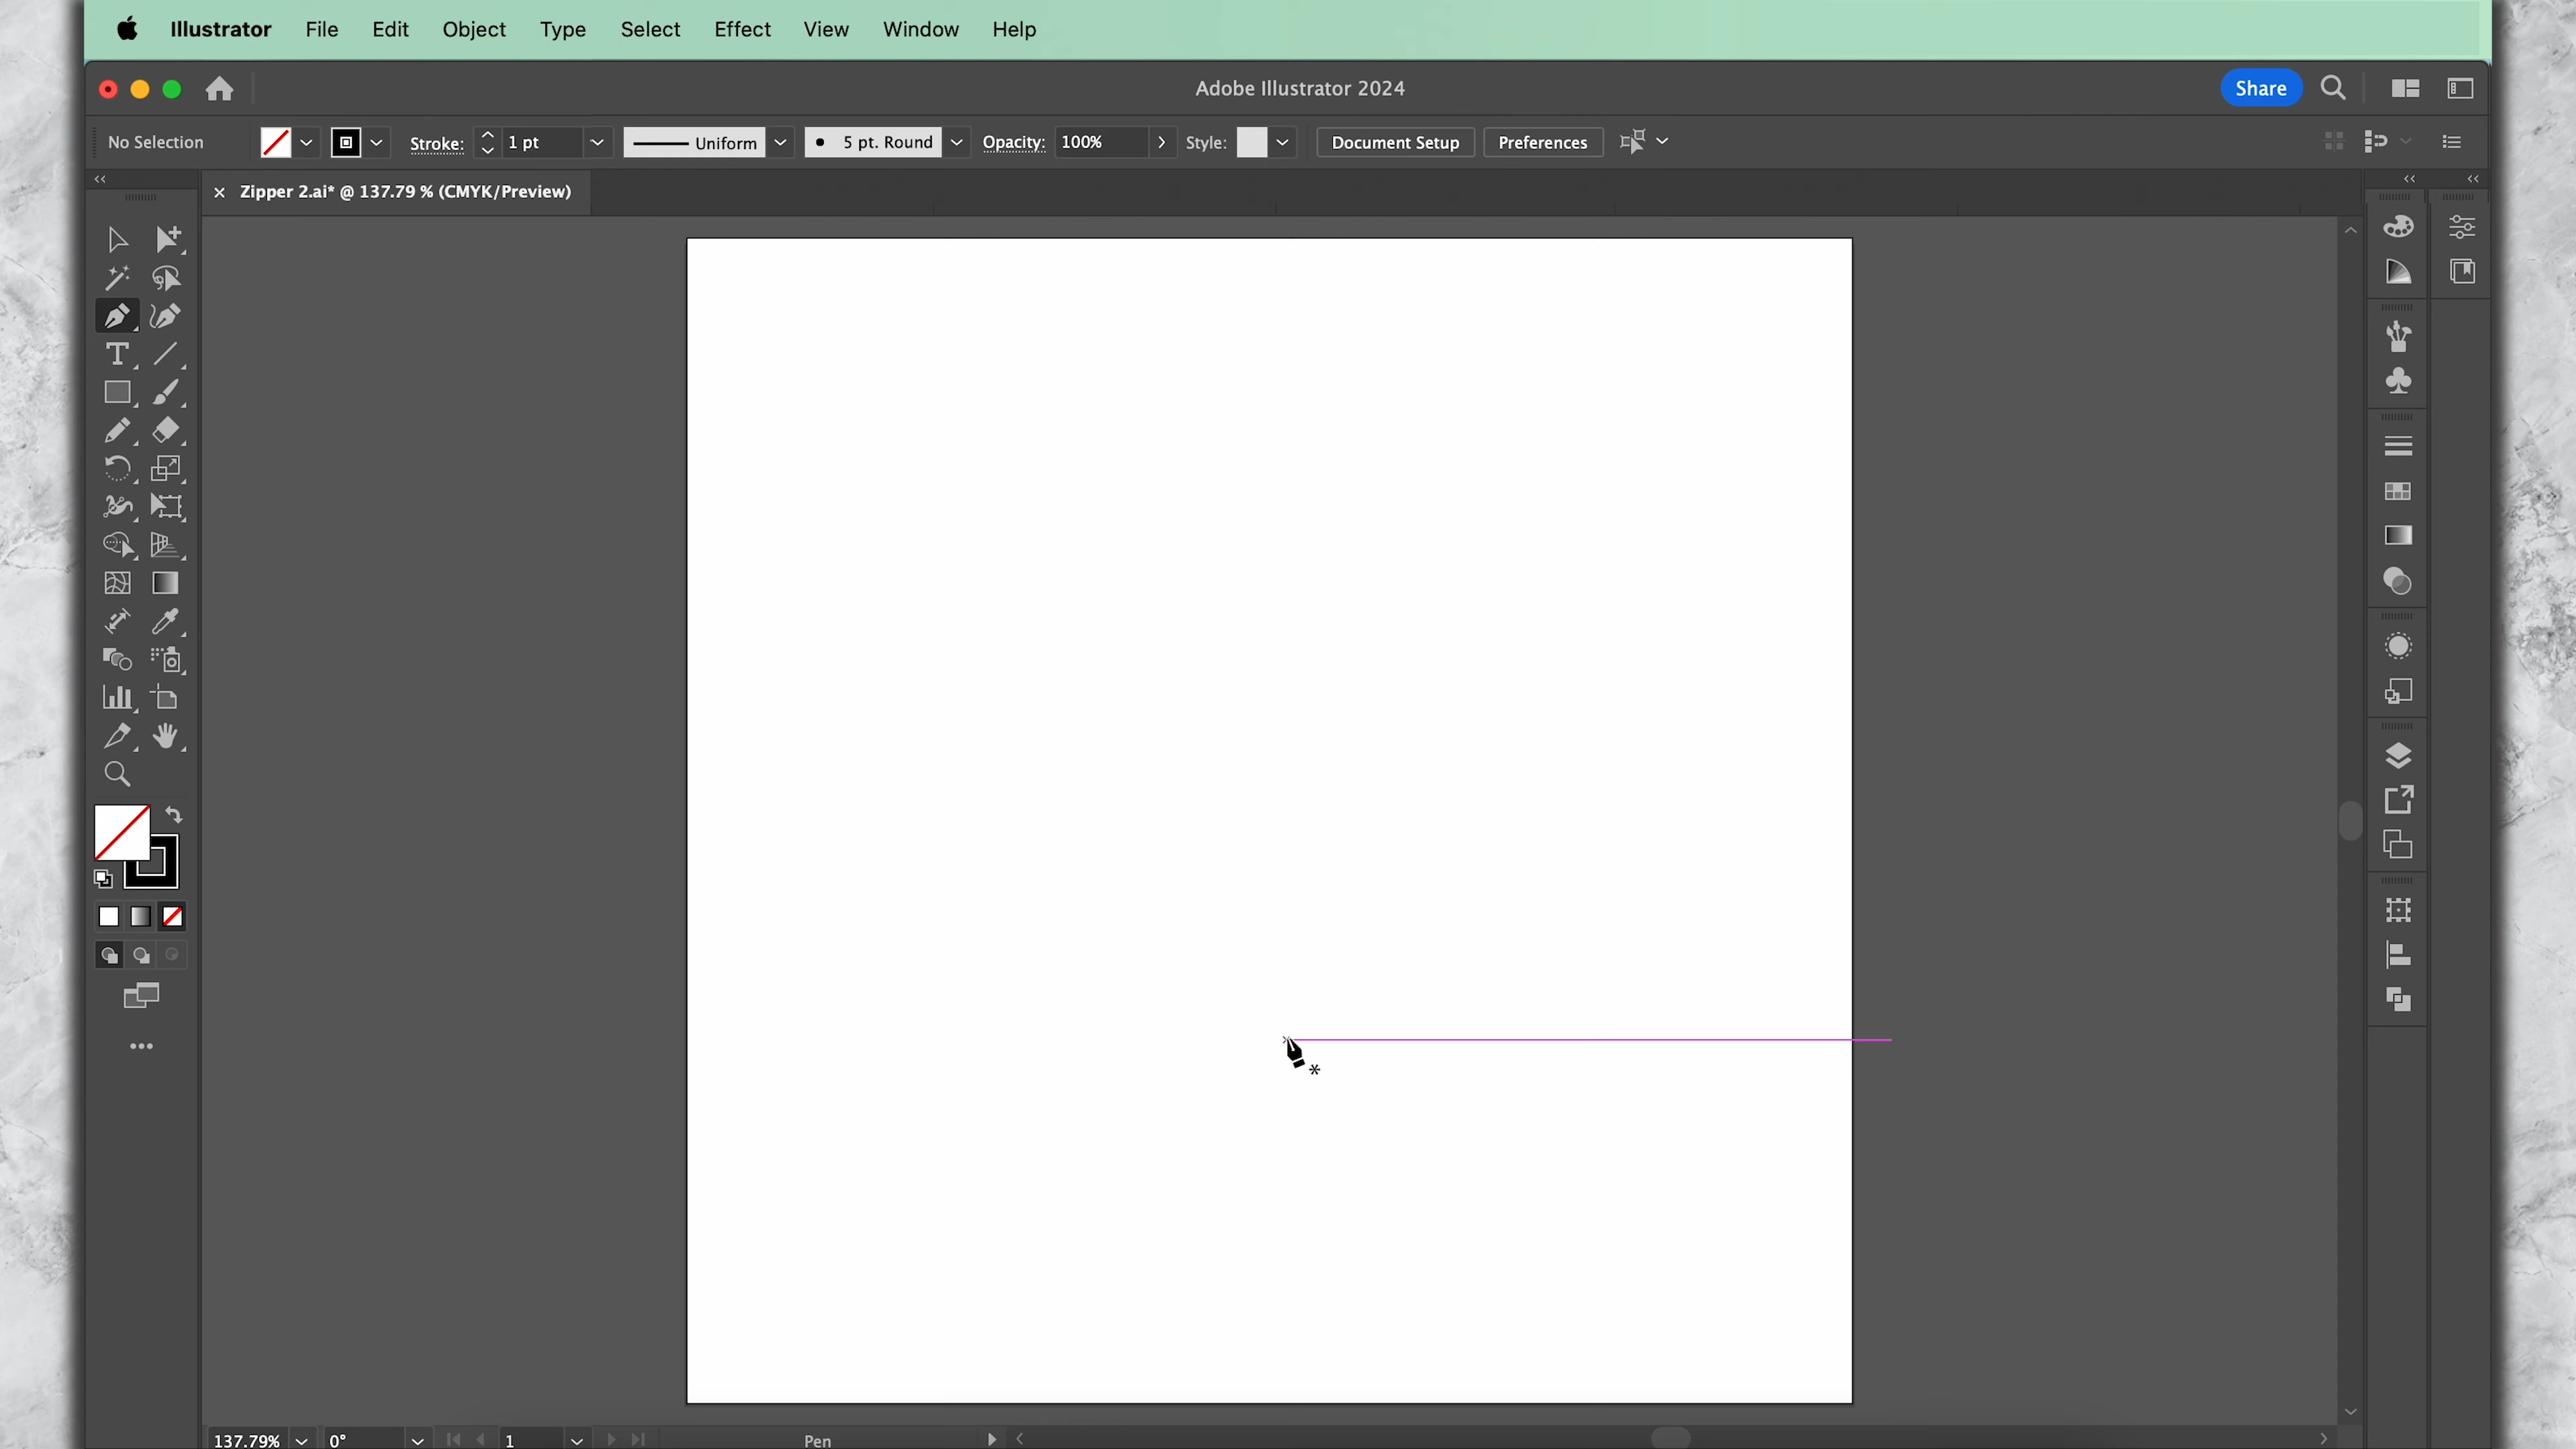 Illustrator File Edit Object Type Select Effect View Window Help
Adobe Illustrator 2024
Share
No Selection Stroke: 1 pt Uniform 5 pt. Round Opacity: 100% Style: Document Setup Preferences
Zipper 2.ai* @ 137.79 % (CMYK/Preview)
137.79% 0° 1 Pen